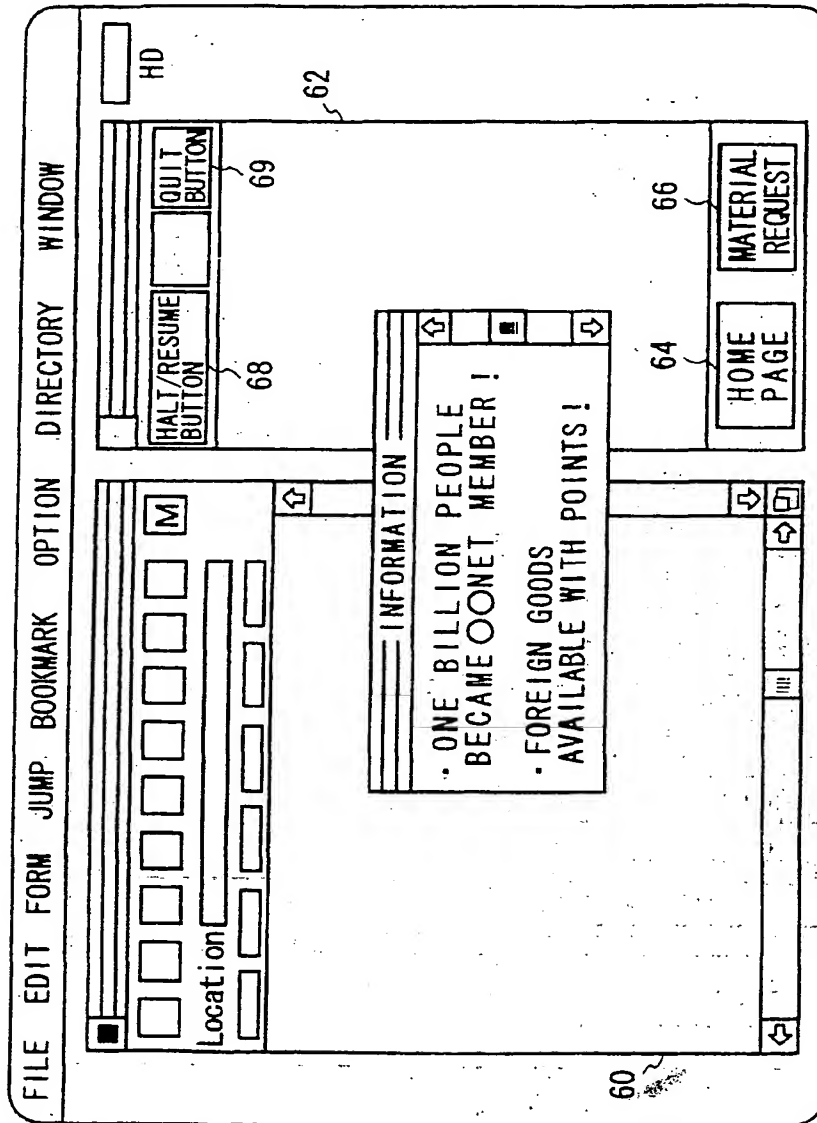 FILE EDIT FORM JUMP BOOKMARK OPTION DIRECTORY WINDOW
HD
M
Location
60
HALT/RESUME
BUTTON
QUIT
BUTTON
68
69
62
INFORMATION
· ONE BILLION PEOPLE
BECAME○○NET MEMBER!
· FOREIGN GOODS
AVAILABLE WITH POINTS!
64
66
HOME
PAGE
MATERIAL
REQUEST